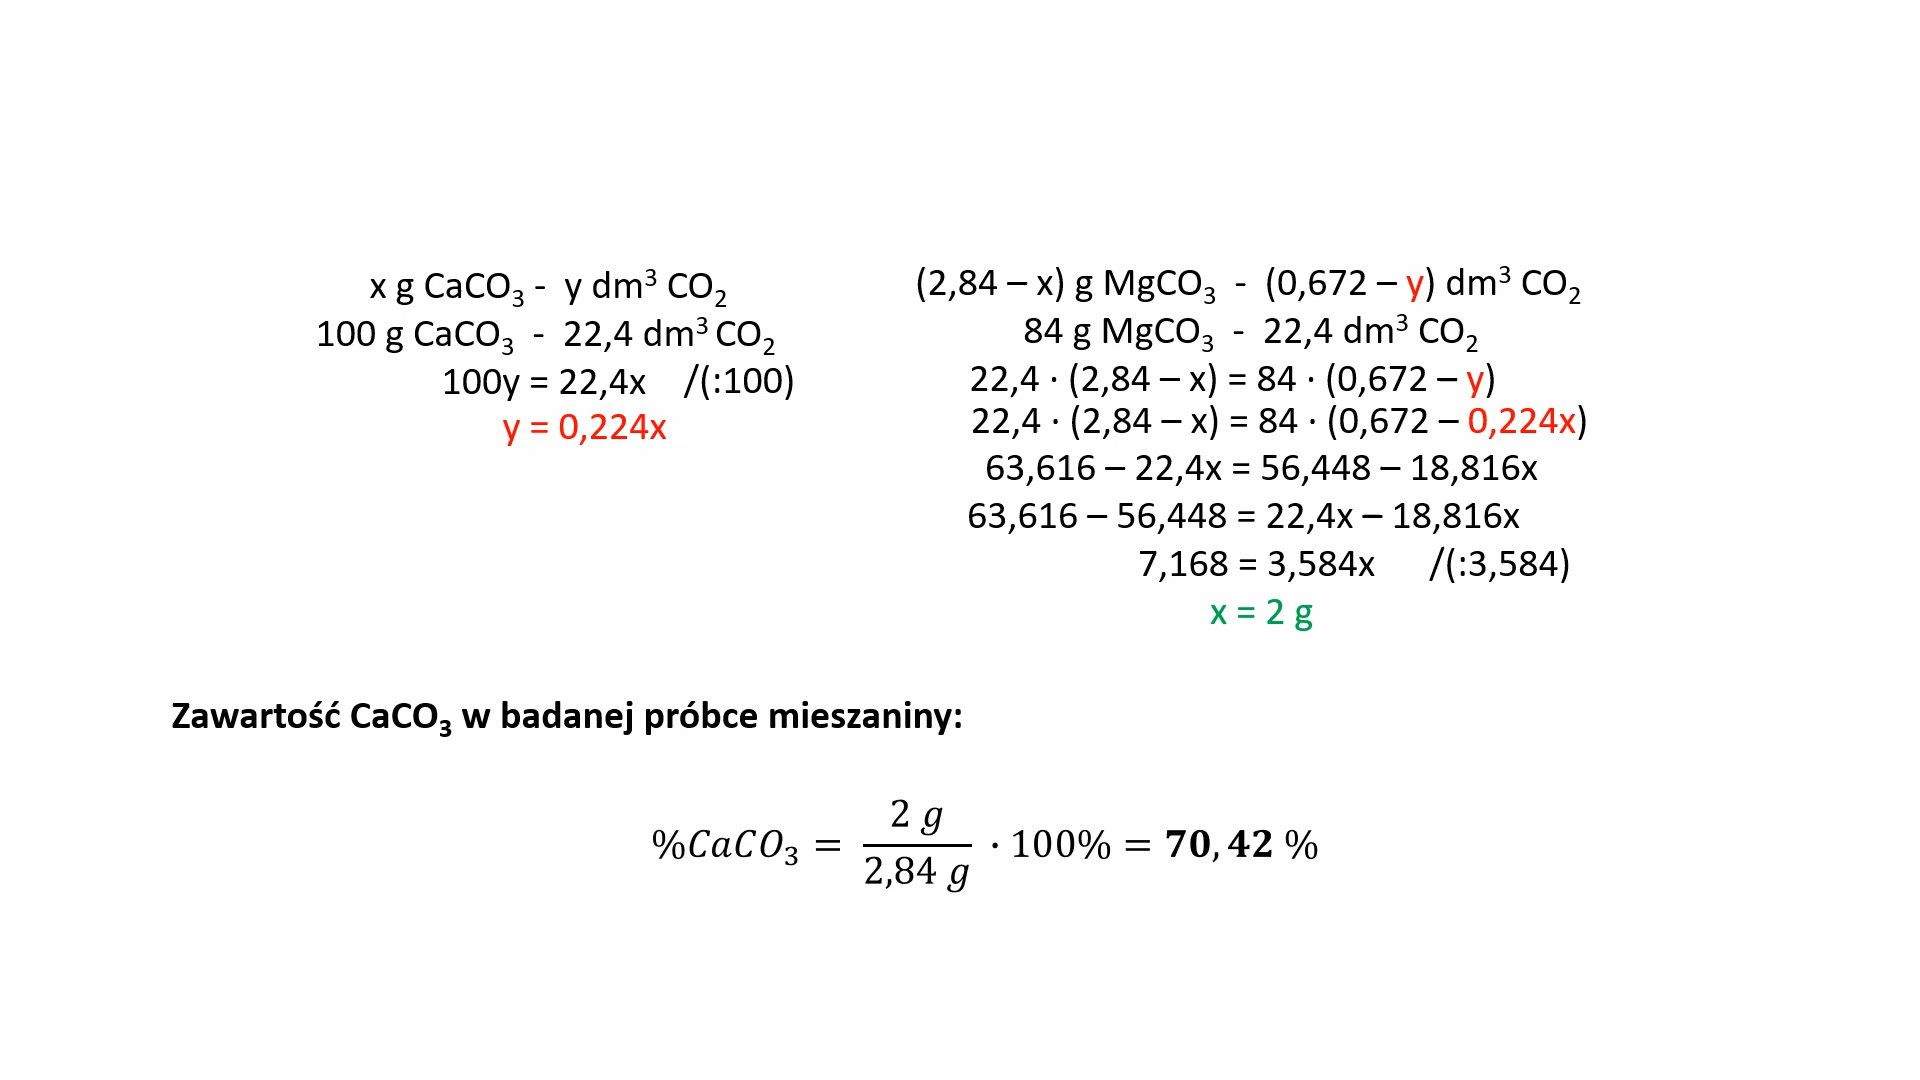 x g CaCO₃ - y dm³ CO₂
100 g CaCO₃ - 22,4 dm³ CO₂
100y = 22,4x /(:100)
y = 0,224x
(2,84 – x) g MgCO₃ - (0,672 – y) dm³ CO₂
84 g MgCO₃ - 22,4 dm³ CO₂
22,4 · (2,84 – x) = 84 · (0,672 – y)
22,4 · (2,84 – x) = 84 · (0,672 – 0,224x)
63,616 – 22,4x = 56,448 – 18,816x
63,616 – 56,448 = 22,4x – 18,816x
7,168 = 3,584x /(:3,584)
x = 2 g
Zawartość CaCO₃ w badanej próbce mieszaniny:
%CaCO₃ = 2 g / 2,84 g · 100% = 70,42 %